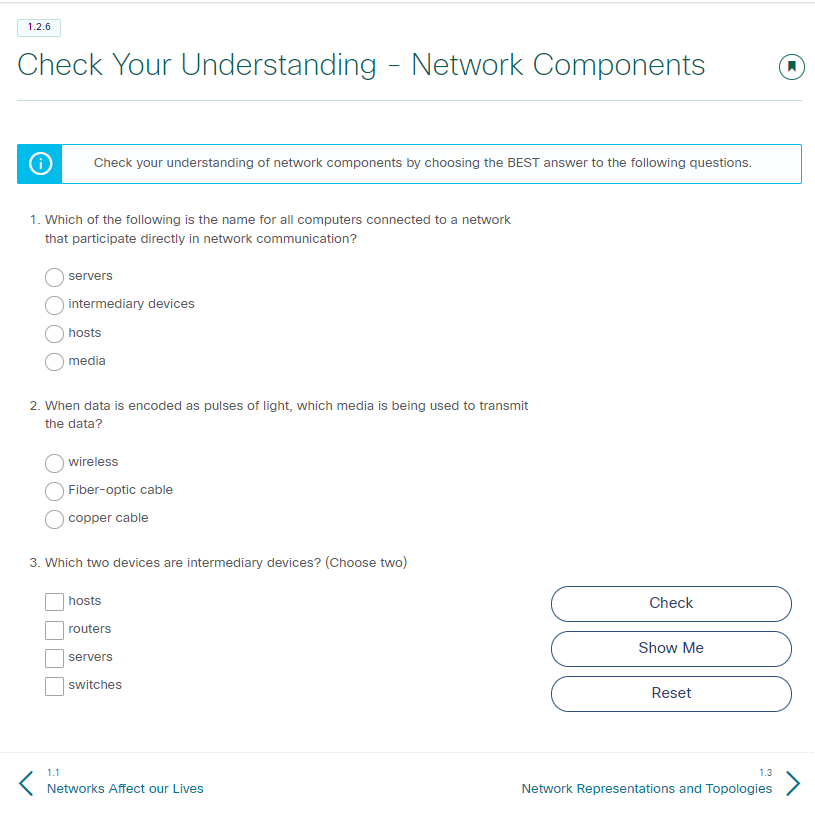 1.2.6
Check Your Understanding - Network Components
Check your understanding of network components by choosing the BEST answer to the following questions.
1. Which of the following is the name for all computers connected to a network
that participate directly in network communication?
servers
intermediary devices
hosts
media
2. When data is encoded as pulses of light, which media is being used to transmit
the data?
wireless
Fiber-optic cable
copper cable
3. Which two devices are intermediary devices? (Choose two)
hosts
routers
servers
switches
Check
Show Me
Reset
1.1
Networks Affect our Lives
1.3
Network Representations and Topologies